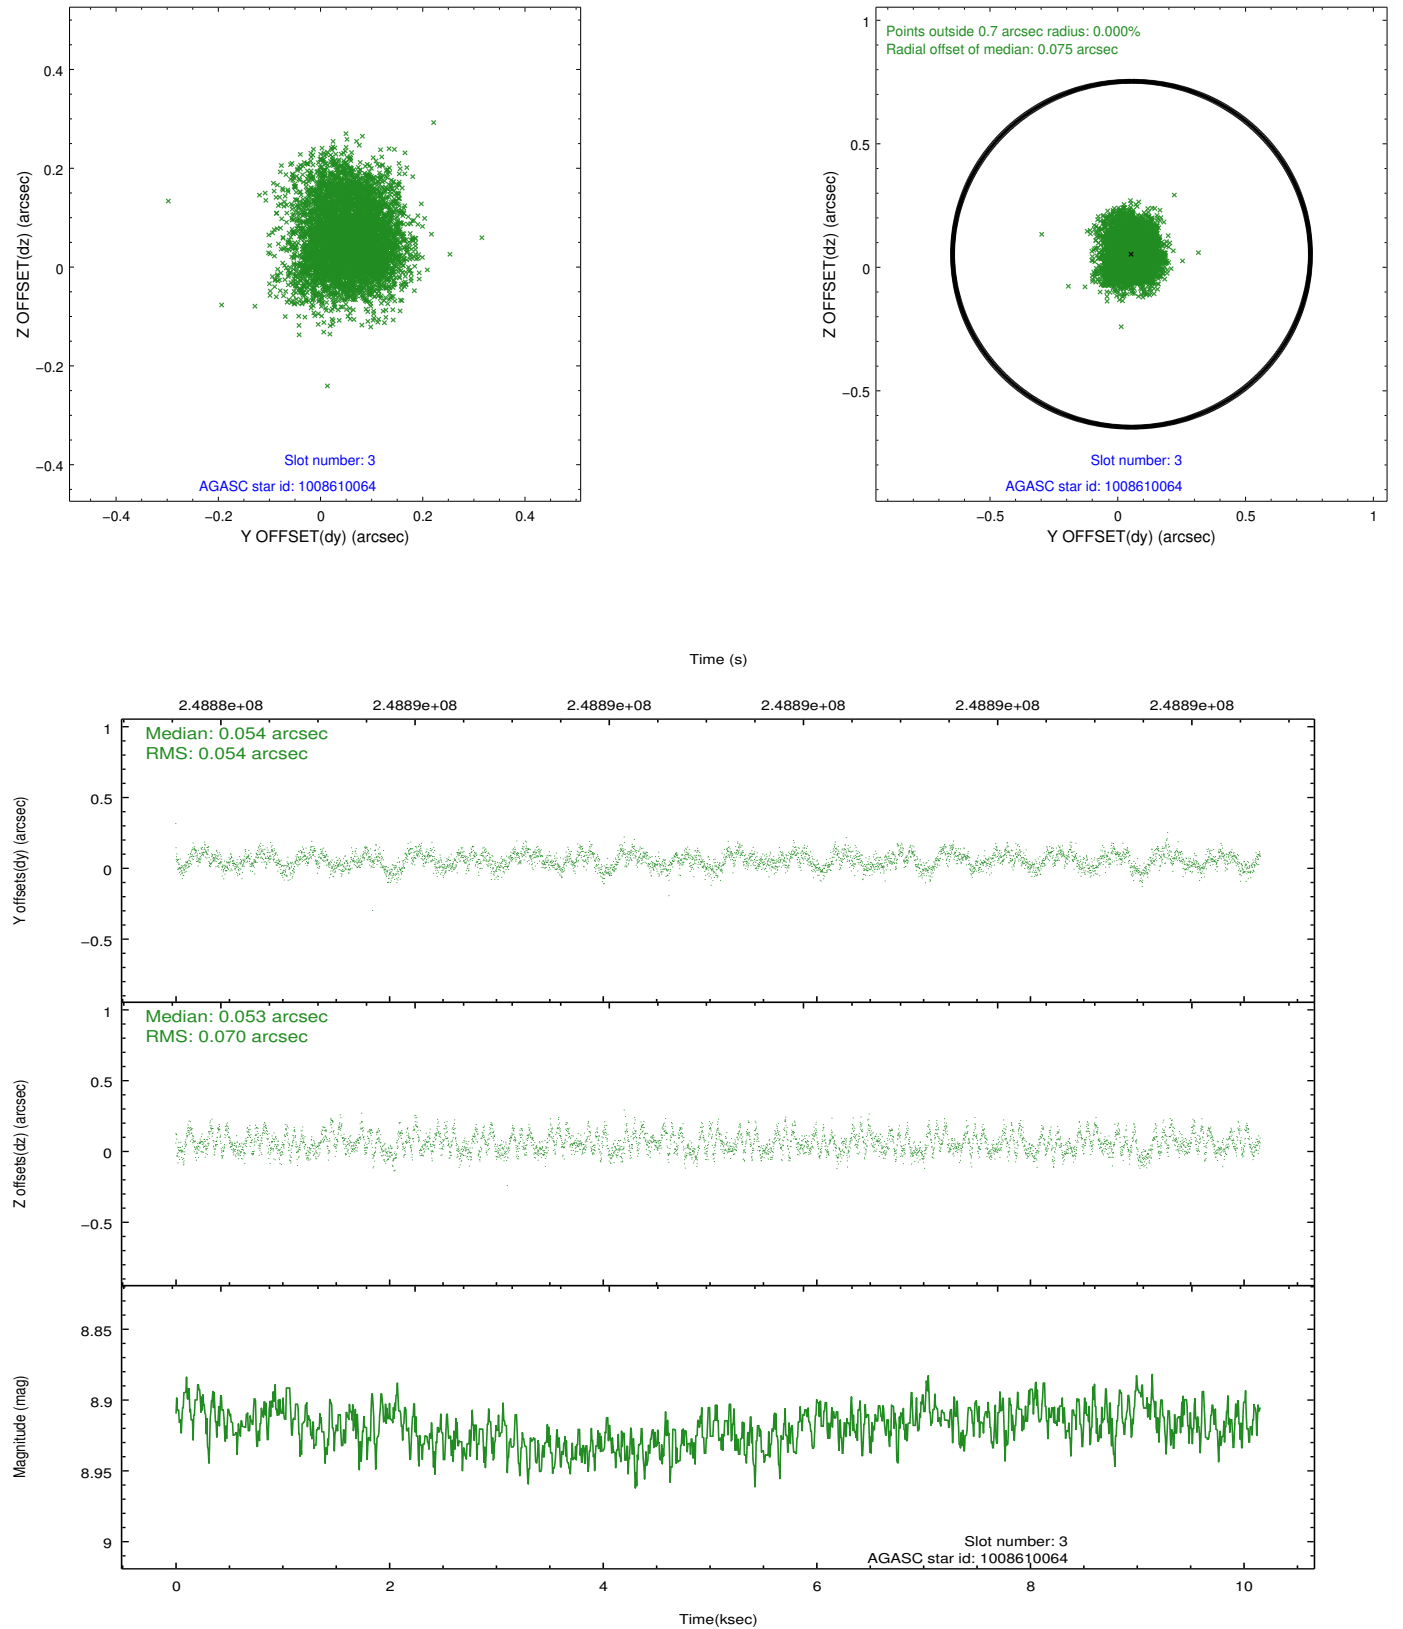 0.4
0.2
0
−0.2
−0.4
Z OFFSET(dz) (arcsec)
Slot number: 3
AGASC star id: 1008610064
−0.4 −0.2 0 0.2 0.4
Y OFFSET(dy) (arcsec)
Points outside 0.7 arcsec radius: 0.000%
Radial offset of median: 0.075 arcsec
1
0.5
0
−0.5
Z OFFSET(dz) (arcsec)
Slot number: 3
AGASC star id: 1008610064
−0.5 0 0.5 1
Y OFFSET(dy) (arcsec)
Time (s)
2.4888e+08 2.4889e+08 2.4889e+08 2.4889e+08 2.4889e+08 2.4889e+08
Median: 0.054 arcsec
RMS: 0.054 arcsec
1
0.5
0
−0.5
Y offsets(dy) (arcsec)
Median: 0.053 arcsec
RMS: 0.070 arcsec
1
0.5
0
−0.5
Z offsets(dz) (arcsec)
8.85
8.9
8.95
9
Magnitude (mag)
Slot number: 3
AGASC star id: 1008610064
0 2 4 6 8 10
Time(ksec)